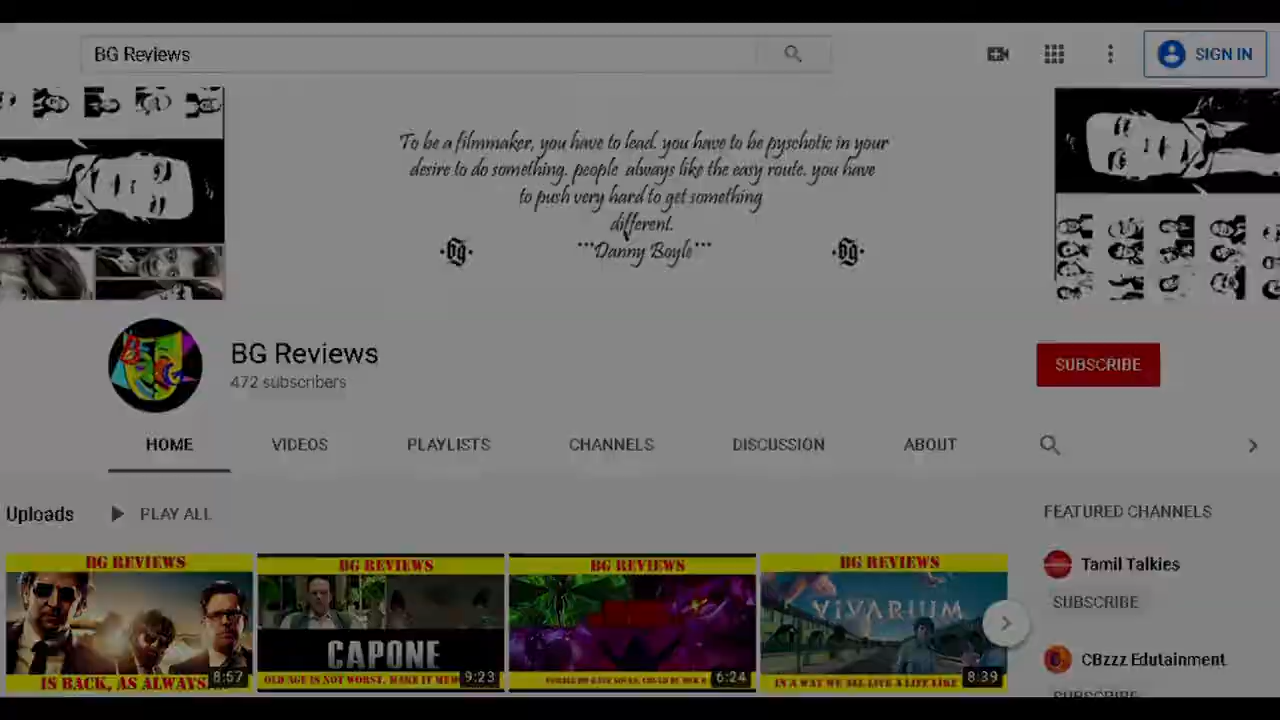 BG Reviews
SIGN IN
To be a filmmaker, you have to lead. you have to be pyschotic in your
desire to do something. people always like the easy route. you have
to push very hard to get something
different.
•bg• ***Danny Boyle*** •bg•
BG Reviews
472 subscribers
SUBSCRIBE
HOME VIDEOS PLAYLISTS CHANNELS DISCUSSION ABOUT
Uploads PLAY ALL
FEATURED CHANNELS
BG REVIEWS
IS BACK, AS ALWAYS
8:57
BG REVIEWS
CAPONE
OLD AGE IS NOT WORST, MAKE IT
9:23
BG REVIEWS
6:24
BG REVIEWS
VIVARIUM
IN A WAY WE ALL LIVE A LIFE LIKE
8:39
Tamil Talkies
SUBSCRIBE
CBzzz Edutainment
SUBSCRIBE